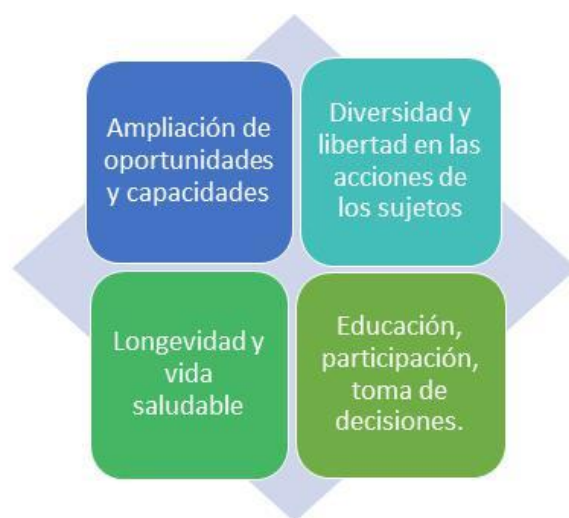 Ampliación de
oportunidades
y capacidades
Diversidad y
libertad en las
acciones de
los sujetos
Longevidad y
vida
saludable
Educación,
participación,
toma de
decisiones.